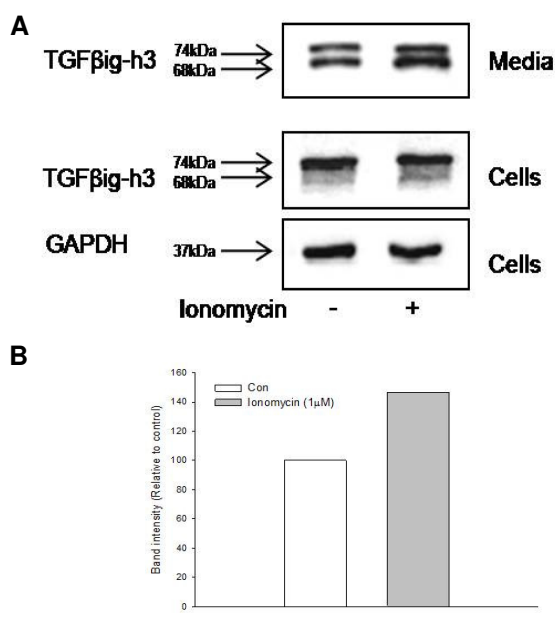 A
TGFβig-h3 74kDa Media
68kDa
TGFβig-h3 74kDa Cells
68kDa
GAPDH 37kDa Cells
Ionomycin - +
B
160
140
120
100
80
60
40
20
0
Band intensity (Relative to control)
Con
Ionomycin (1μM)